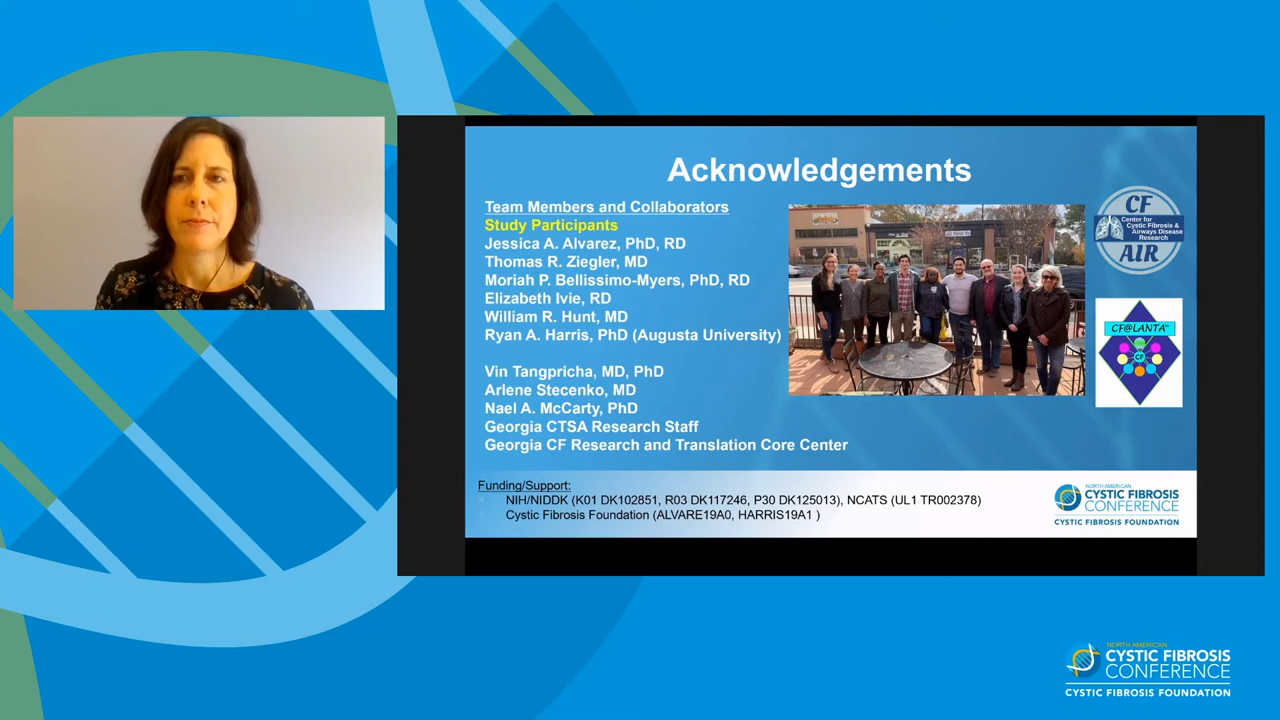 Acknowledgements
Team Members and Collaborators
Study Participants
Jessica A. Alvarez, PhD, RD
Thomas R. Ziegler, MD
Moriah P. Bellissimo-Myers, PhD, RD
Elizabeth Ivie, RD
William R. Hunt, MD
Ryan A. Harris, PhD (Augusta University)
Vin Tangpricha, MD, PhD
Arlene Stecenko, MD
Nael A. McCarty, PhD
Georgia CTSA Research Staff
Georgia CF Research and Translation Core Center
CF
Center for
Cystic Fibrosis &
Airways Disease
Research
AIR
CF@LANTA
CF
Funding/Support:
NIH/NIDDK (K01 DK102851, R03 DK117246, P30 DK125013), NCATS (UL1 TR002378)
Cystic Fibrosis Foundation (ALVARE19A0, HARRIS19A1 )
NORTH AMERICAN
CYSTIC FIBROSIS
CONFERENCE
CYSTIC FIBROSIS FOUNDATION
NORTH AMERICAN
CYSTIC FIBROSIS
CONFERENCE
CYSTIC FIBROSIS FOUNDATION